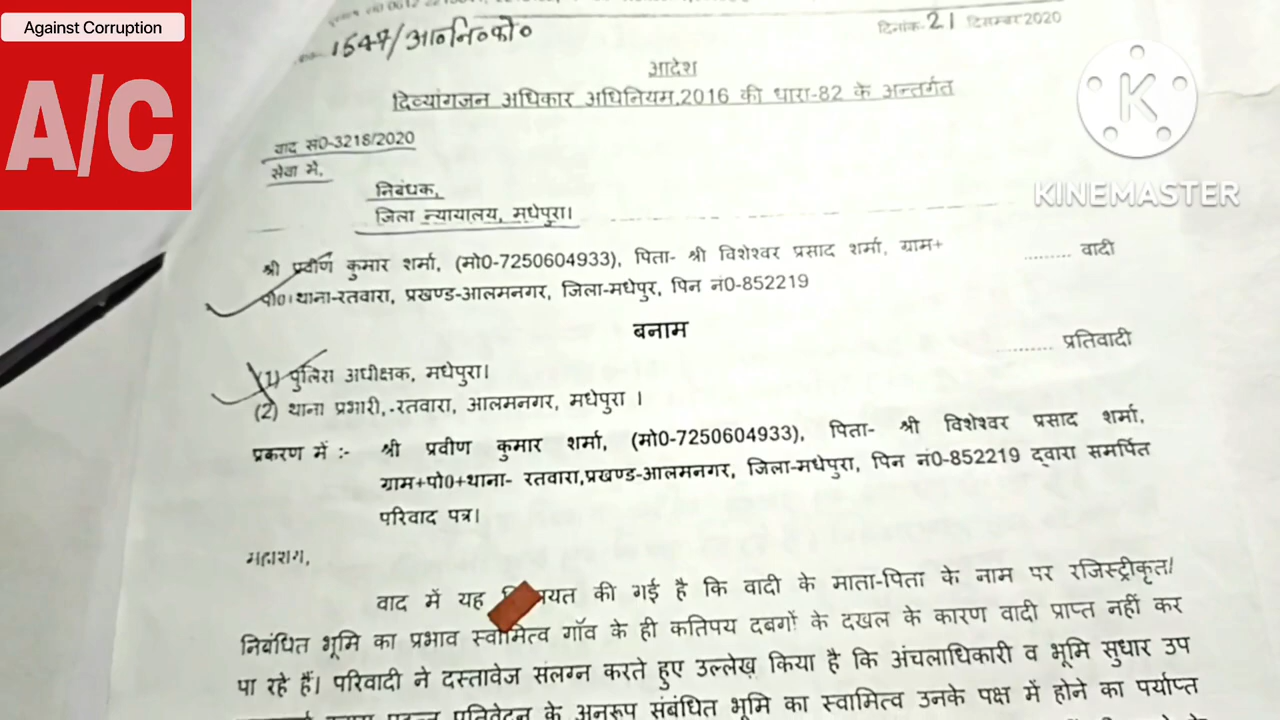 Against Corruption
A/C
1547/आ०नि०को०
दिनांक 21 दिसम्बर 2020
आदेश
दिव्यांगजन अधिकार अधिनियम,2016 की धारा-82 के अन्तर्गत
वाद सं0-3218/2020
सेवा में,
निबंधक,
जिला न्यायालय, मधेपुरा।
K
KINEMASTER
श्री प्रवीण कुमार शर्मा, (मो0-7250604933), पिता- श्री विशेश्वर प्रसाद शर्मा, ग्राम+ ......... वादी
पो0+थाना-रतवारा, प्रखण्ड-आलमनगर, जिला-मधेपुर, पिन नं0-852219
बनाम
........... प्रतिवादी
(1) पुलिस अधीक्षक, मधेपुरा।
(2) थाना प्रभारी,-रतवारा, आलमनगर, मधेपुरा ।
प्रकरण में :- श्री प्रवीण कुमार शर्मा, (मो0-7250604933), पिता- श्री विशेश्वर प्रसाद शर्मा,
ग्राम+पो0+थाना- रतवारा,प्रखण्ड-आलमनगर, जिला-मधेपुरा, पिन नं0-852219 द्वारा समर्पित
परिवाद पत्र।
महाशय,
वाद में यह की गई है कि वादी के माता-पिता के नाम पर रजिस्ट्रीकृत/
निबंधित भूमि का प्रभाव स्वामित्व गाँव के ही कतिपय दबगों के दखल के कारण वादी प्राप्त नहीं कर
पा रहे हैं। परिवादी ने दस्तावेज संलग्न करते हुए उल्लेख किया है कि अंचलाधिकारी व भूमि सुधार उप
प्रतिवेदन के अनुरूप संबंधित भूमि का स्वामित्व उनके पक्ष में होने का पर्याप्त